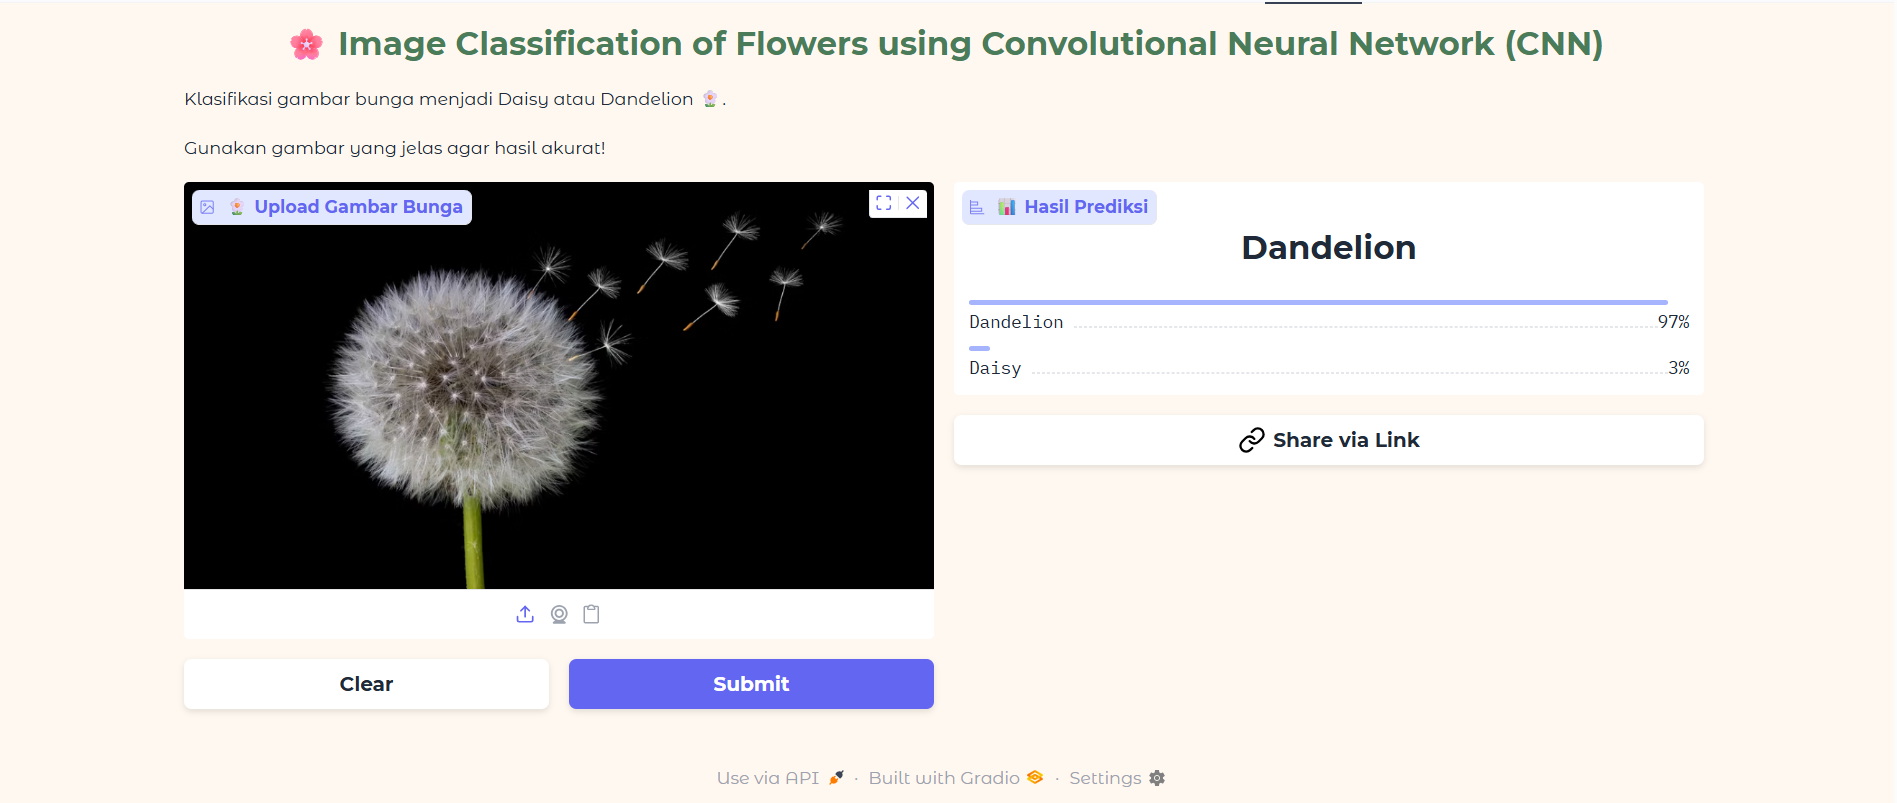 🌸 Image Classification of Flowers using Convolutional Neural Network (CNN)
Klasifikasi gambar bunga menjadi Daisy atau Dandelion 🌼.
Gunakan gambar yang jelas agar hasil akurat!
🌼 Upload Gambar Bunga
📊 Hasil Prediksi
Dandelion
Dandelion 97%
Daisy 3%
Share via Link
Clear
Submit
Use via API 🚀 · Built with Gradio · Settings ⚙️